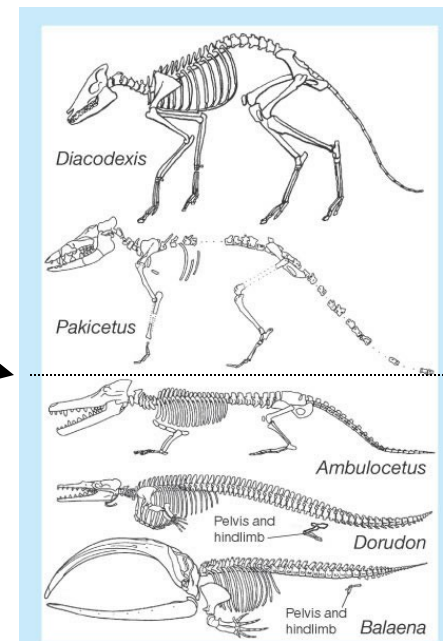 Diacodexis
Pakicetus
Ambulocetus
Pelvis and
hindlimb
Dorudon
Pelvis and
hindlimb
Balaena